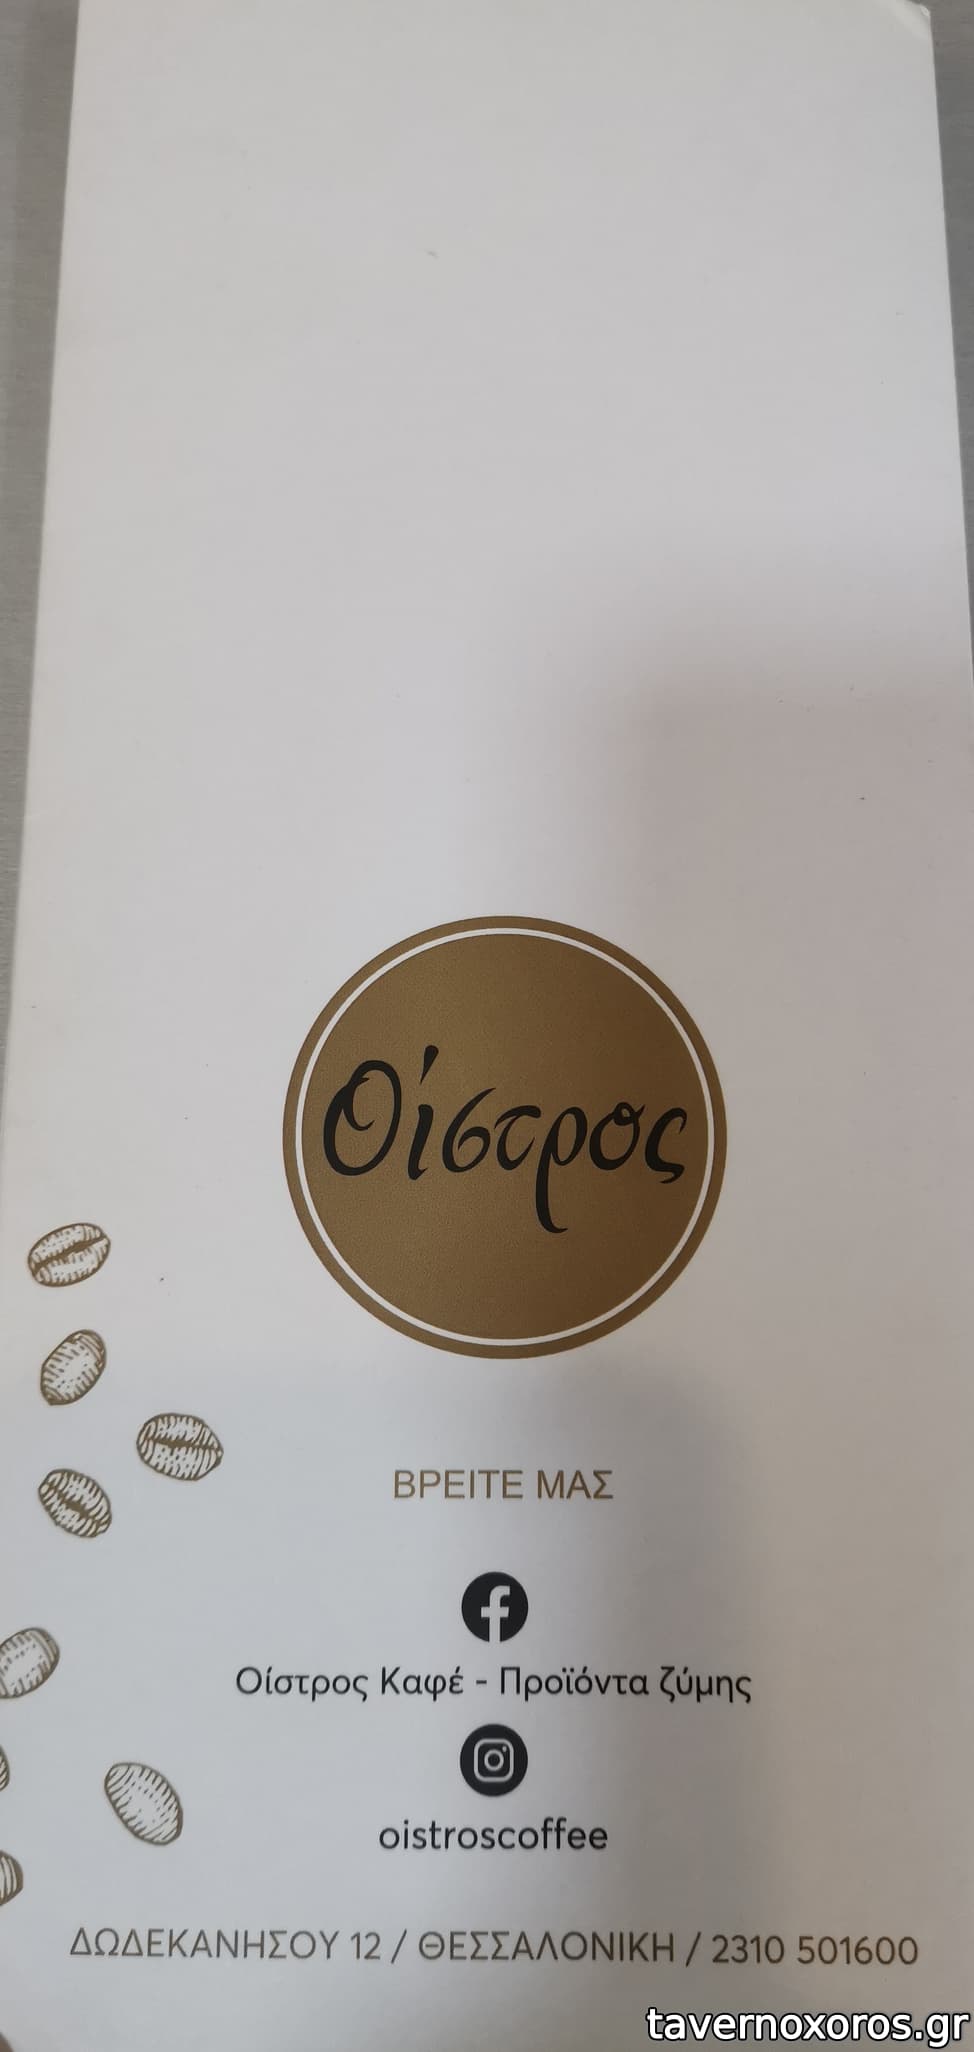 Οίστρος
ΒΡΕΙΤΕ ΜΑΣ
Οίστρος Καφέ - Προϊόντα ζύμης
oistroscoffee
ΔΩΔΕΚΑΝΗΣΟΥ 12 / ΘΕΣΣΑΛΟΝΙΚΗ / 2310 501600
tavernoxoros.gr